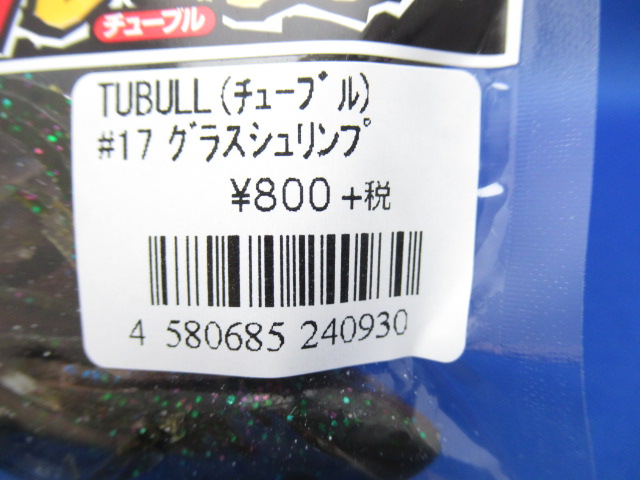 チューブル
TUBULL(チューブル)
#17 グラスシュリンプ
¥800 +税
4 580685 240930